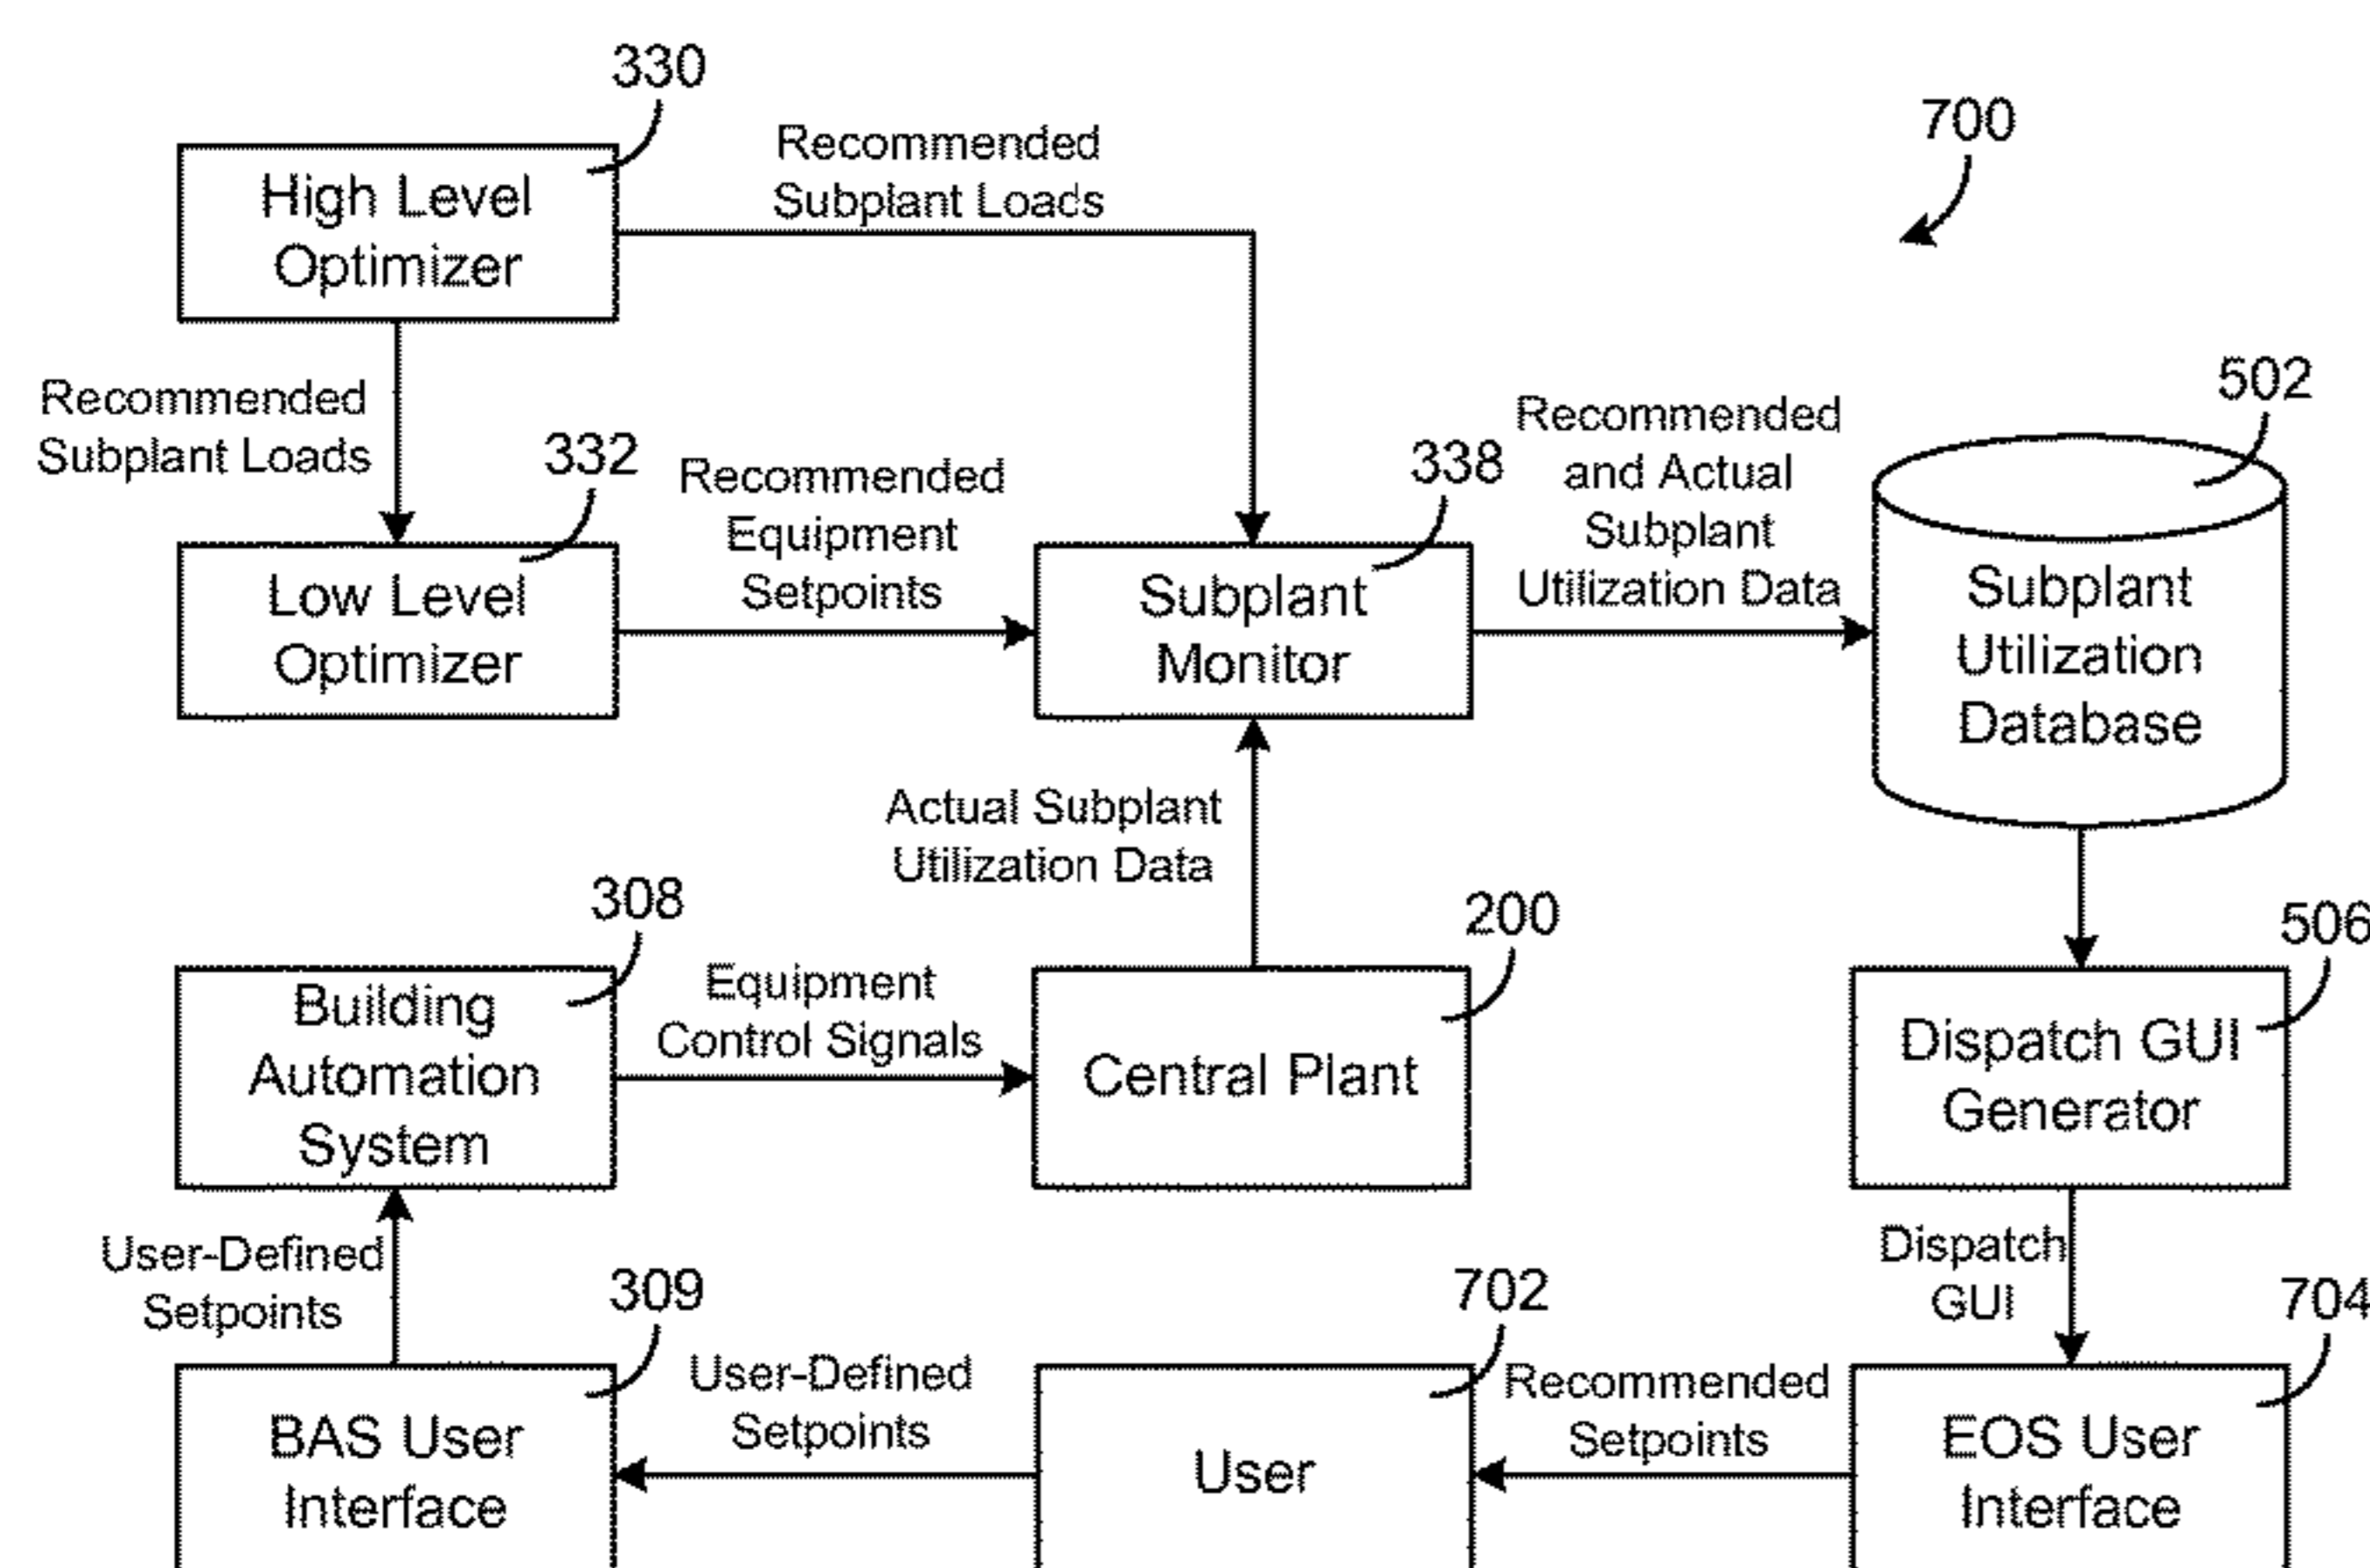 330
700
High Level
Optimizer
Recommended
Subplant Loads
Recommended
Subplant Loads
332
Low Level
Optimizer
Recommended
Equipment
Setpoints
338
Subplant
Monitor
Recommended
and Actual
Subplant
Utilization Data
502
Subplant
Utilization
Database
Actual Subplant
Utilization Data
308
Building
Automation
System
Equipment
Control Signals
200
Central Plant
506
Dispatch GUI
Generator
User-Defined
Setpoints
Dispatch
GUI
309
BAS User
Interface
User-Defined
Setpoints
702
User
Recommended
Setpoints
704
EOS User
Interface